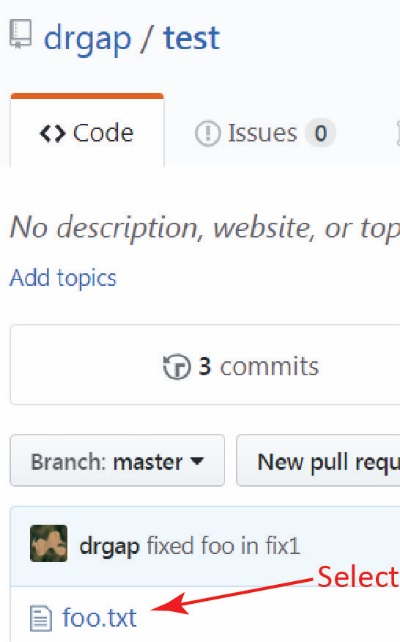 drgap / test
Code Issues 0
No description, website, or top
Add topics
3 commits
Branch: master New pull requ
drgap fixed foo in fix1
Select
foo.txt